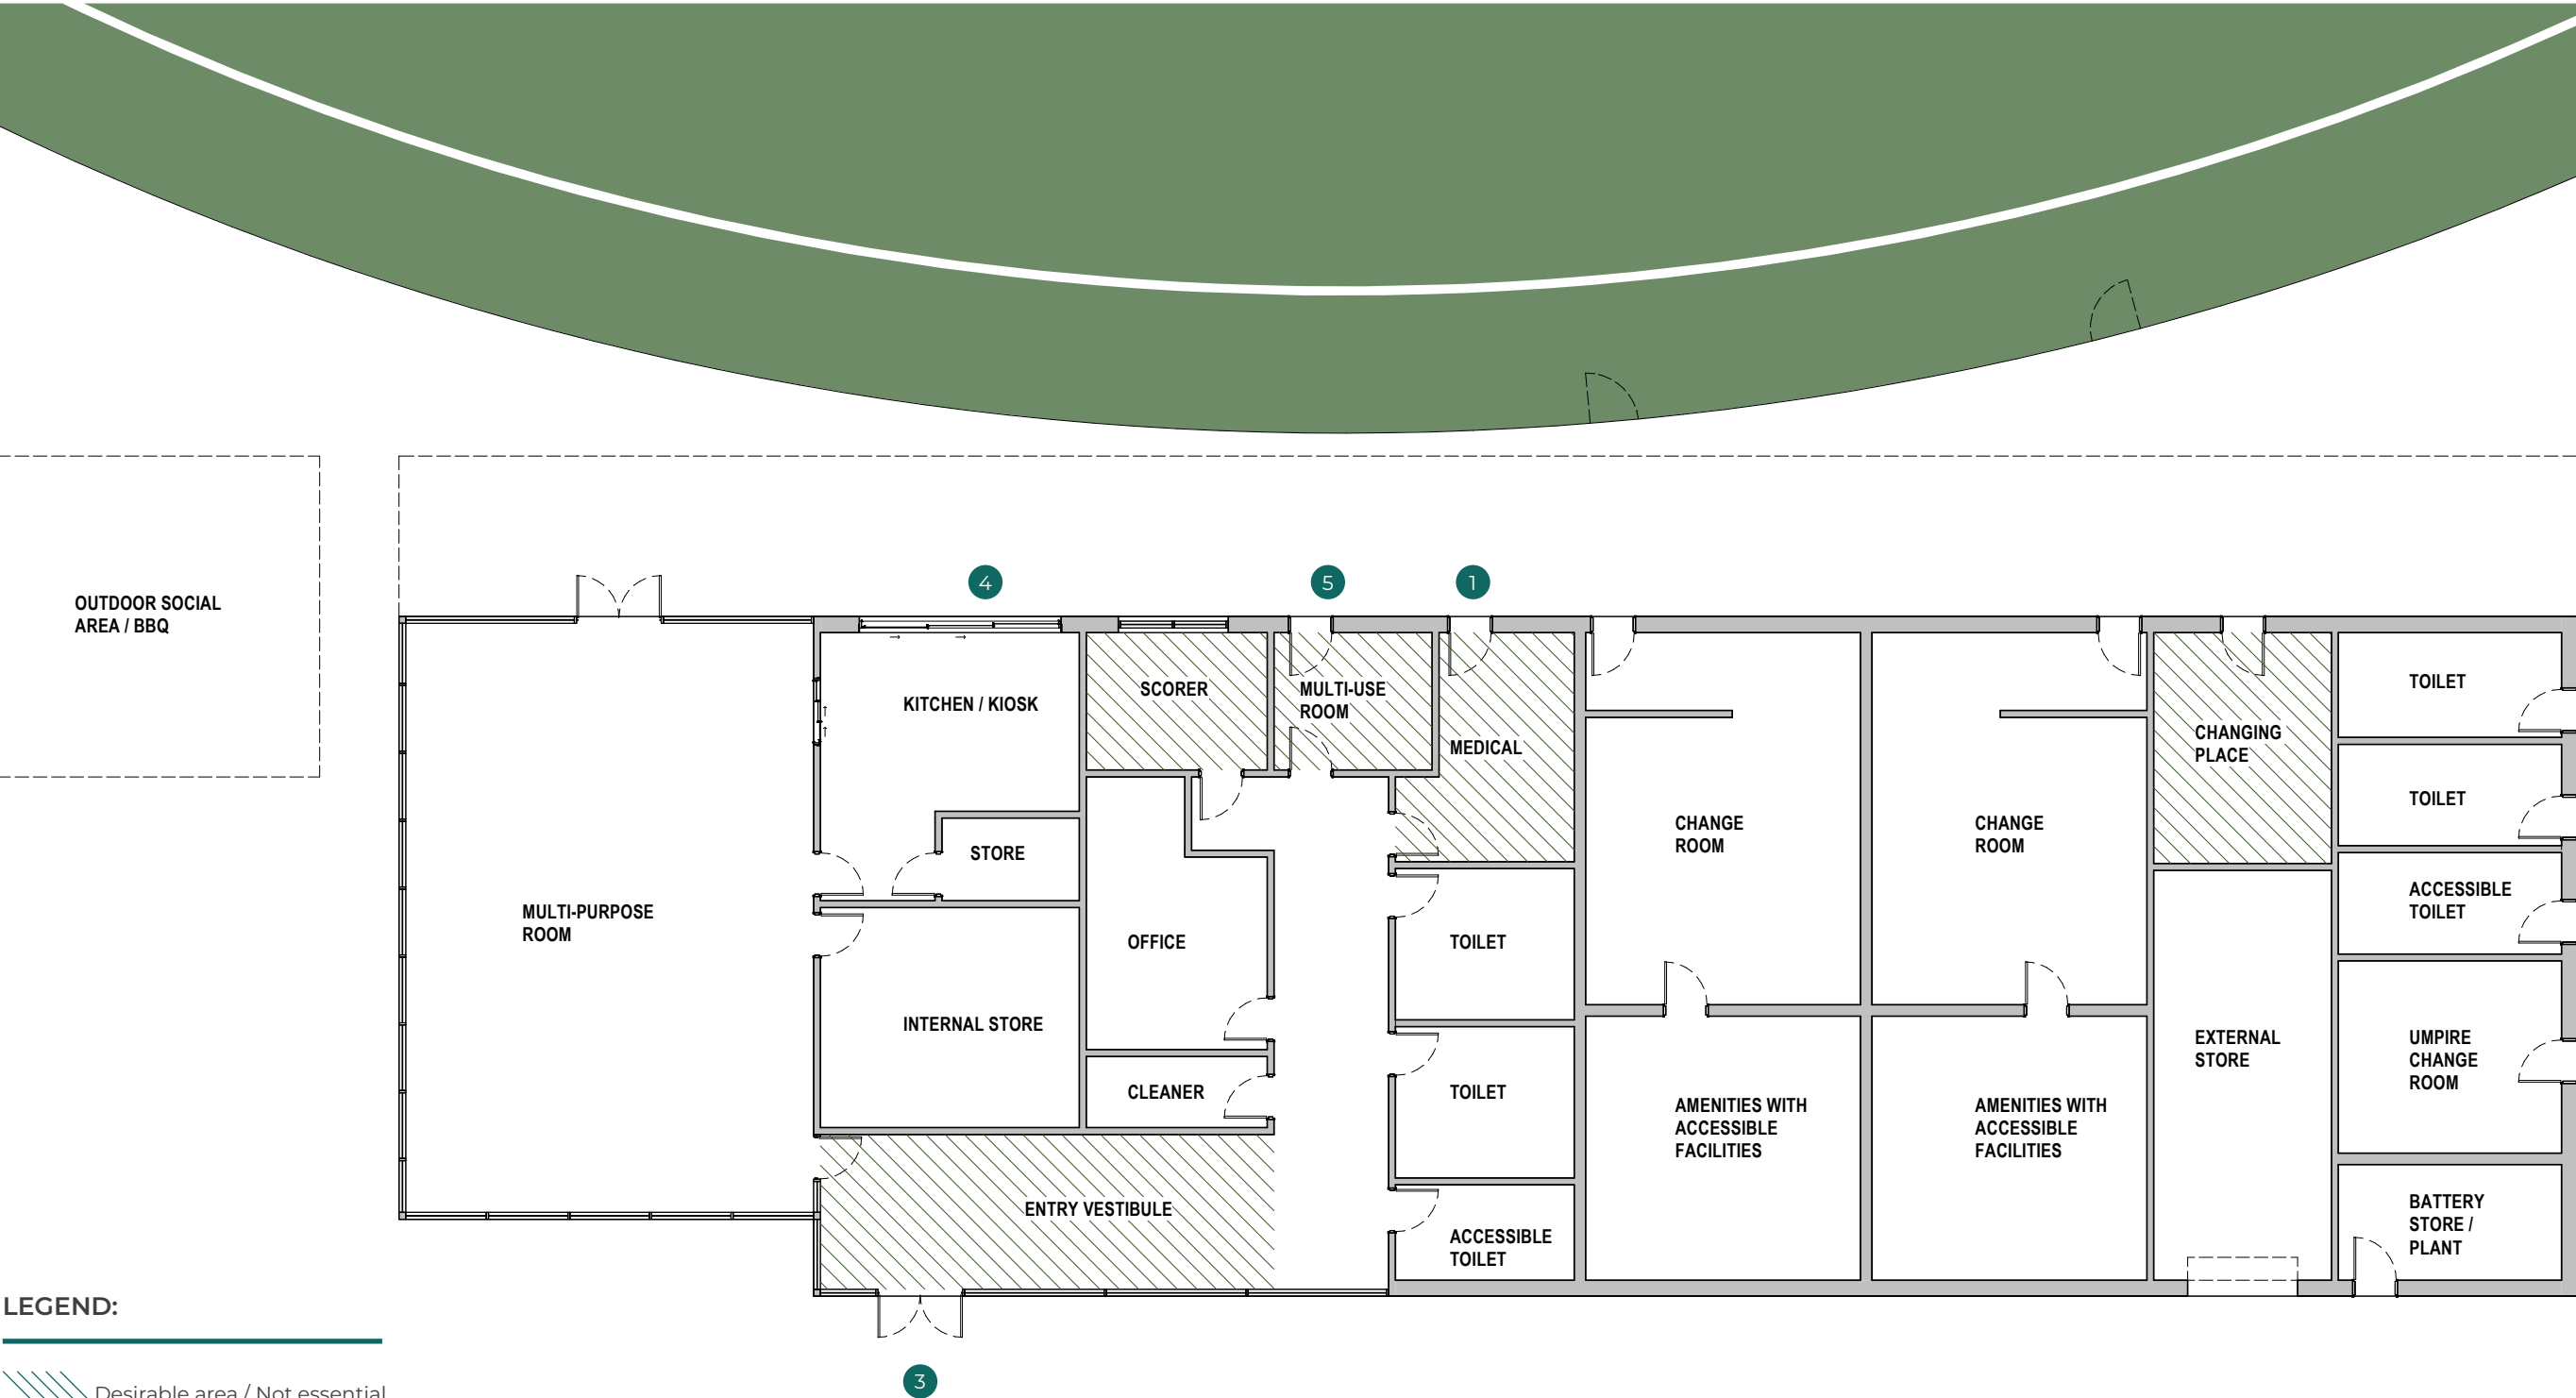 4
5
1
OUTDOOR SOCIAL
AREA / BBQ
KITCHEN / KIOSK
SCORER
MULTI-USE
ROOM
MEDICAL
CHANGING
PLACE
TOILET
TOILET
STORE
CHANGE
ROOM
CHANGE
ROOM
MULTI-PURPOSE
ROOM
OFFICE
TOILET
ACCESSIBLE
TOILET
INTERNAL STORE
EXTERNAL
STORE
UMPIRE
CHANGE
ROOM
CLEANER
TOILET
AMENITIES WITH
ACCESSIBLE
FACILITIES
AMENITIES WITH
ACCESSIBLE
FACILITIES
ENTRY VESTIBULE
ACCESSIBLE
TOILET
BATTERY
STORE /
PLANT
LEGEND:
3
Desirable area / Not essential